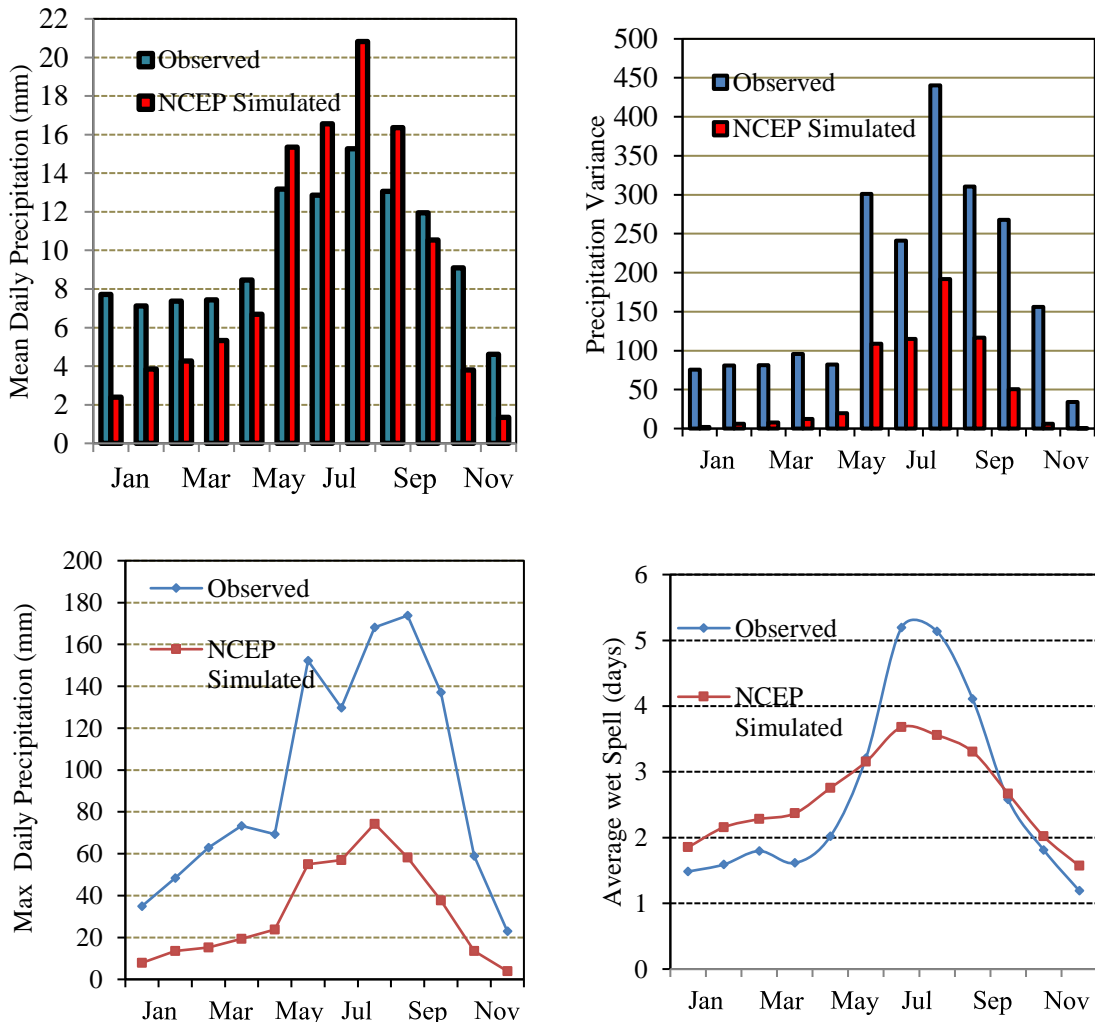 Mean Daily Precipitation (mm)
22
20
18
16
14
12
10
8
6
4
2
0
Observed
NCEP Simulated
Jan Mar May Jul Sep Nov
Precipitation Variance
500
450
400
350
300
250
200
150
100
50
0
Observed
NCEP Simulated
Jan Mar May Jul Sep Nov
Max Daily Precipitation (mm)
200
180
160
140
120
100
80
60
40
20
0
Observed
NCEP
Simulated
Jan Mar May Jul Sep Nov
Average wet Spell (days)
6
5
4
3
2
1
0
Observed
NCEP
Simulated
Jan Mar May Jul Sep Nov